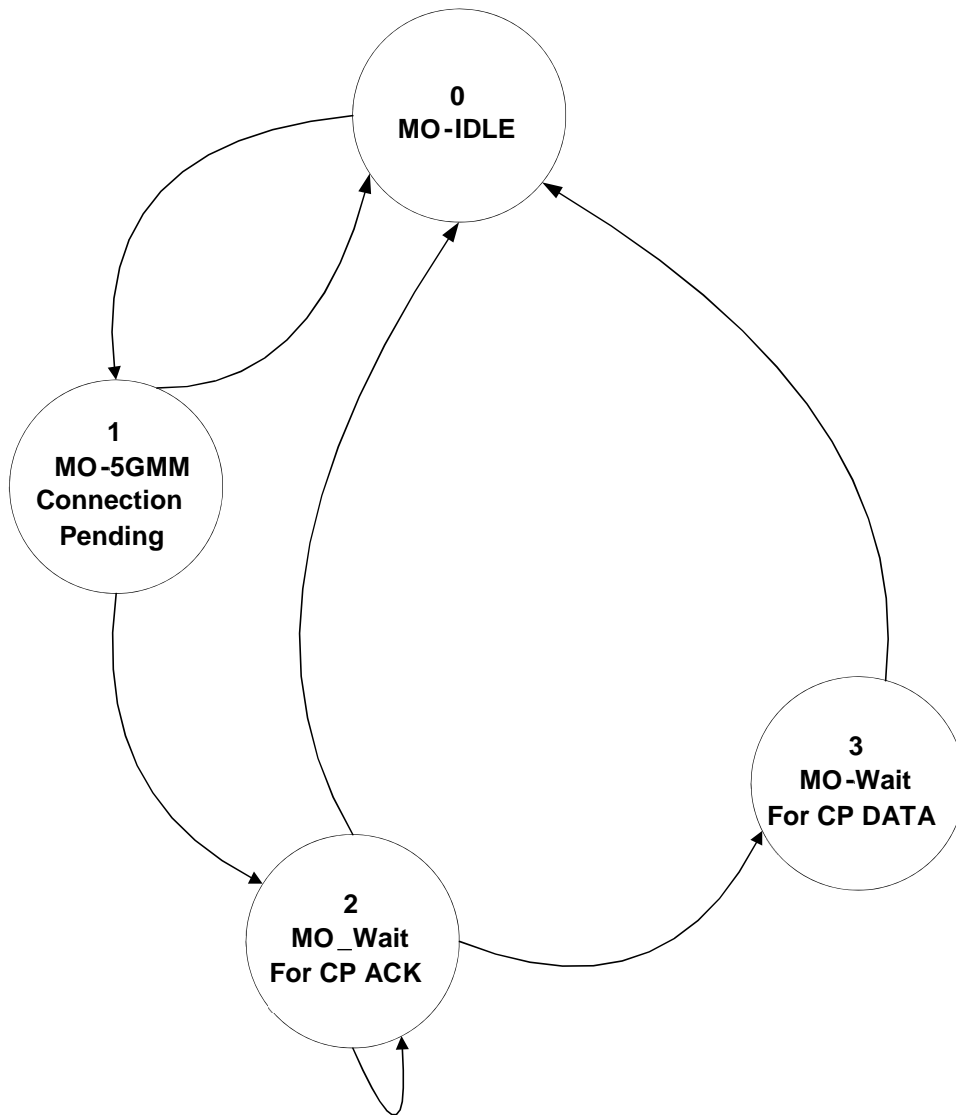 0
MO-IDLE
1
MO-5GMM
Connection
Pending
3
MO-Wait
For CP DATA
2
MO_Wait
For CP ACK